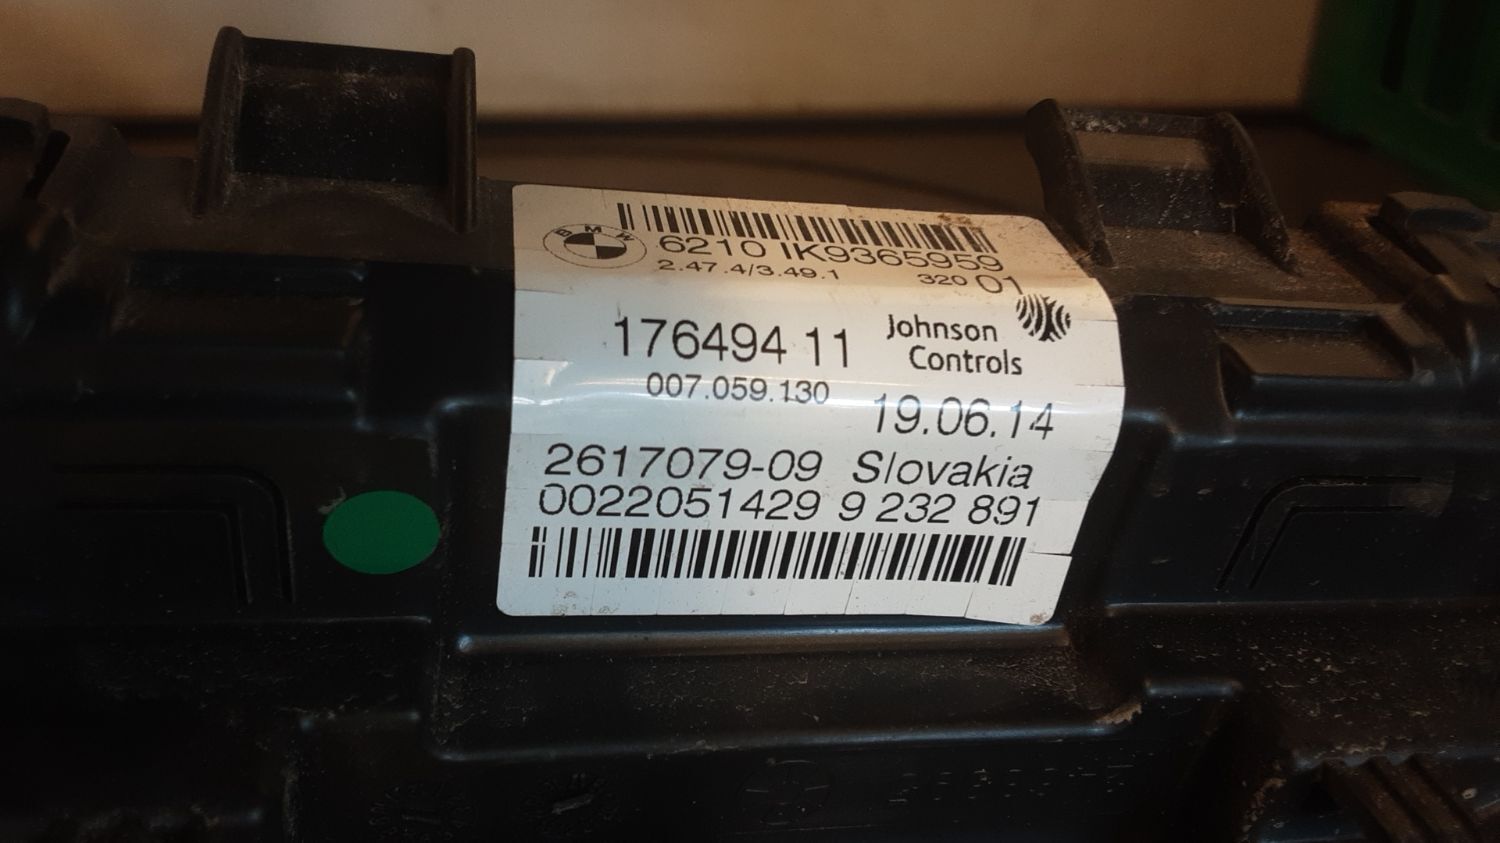 BMW
6210 IK9365959
2.47.4/3.49.1 320 01
176494 11 Johnson
Controls
007.059.130
19.06.14
2617079-09 Slovakia
0022051429 9 232 891